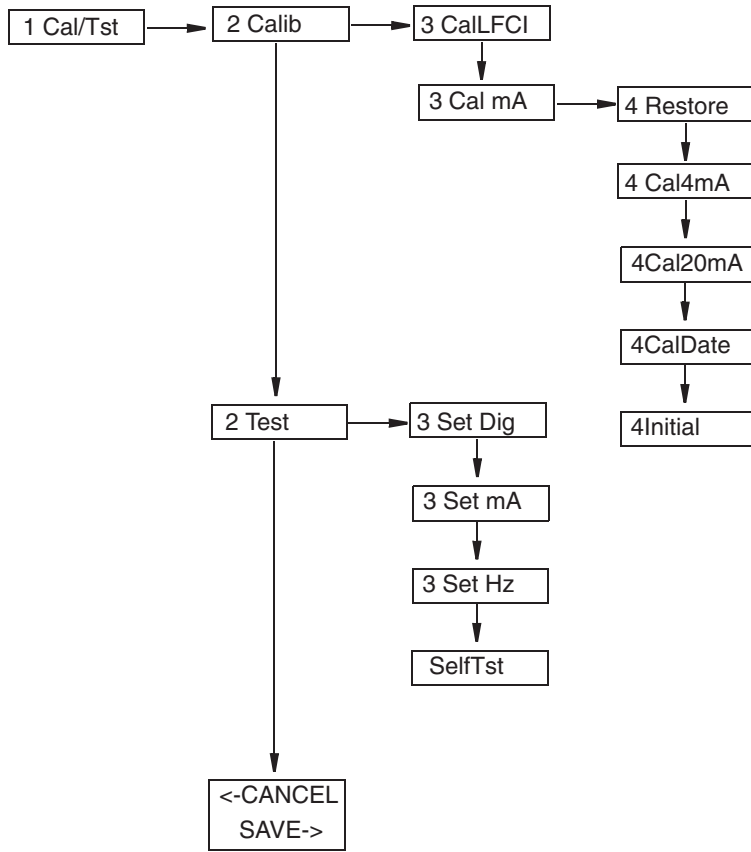 1 Cal/Tst
2 Calib
3 CalLFCI
3 Cal mA
4 Restore
4 Cal4mA
4Cal20mA
4CalDate
4Initial
2 Test
3 Set Dig
3 Set mA
3 Set Hz
SelfTst
<-CANCEL
SAVE->